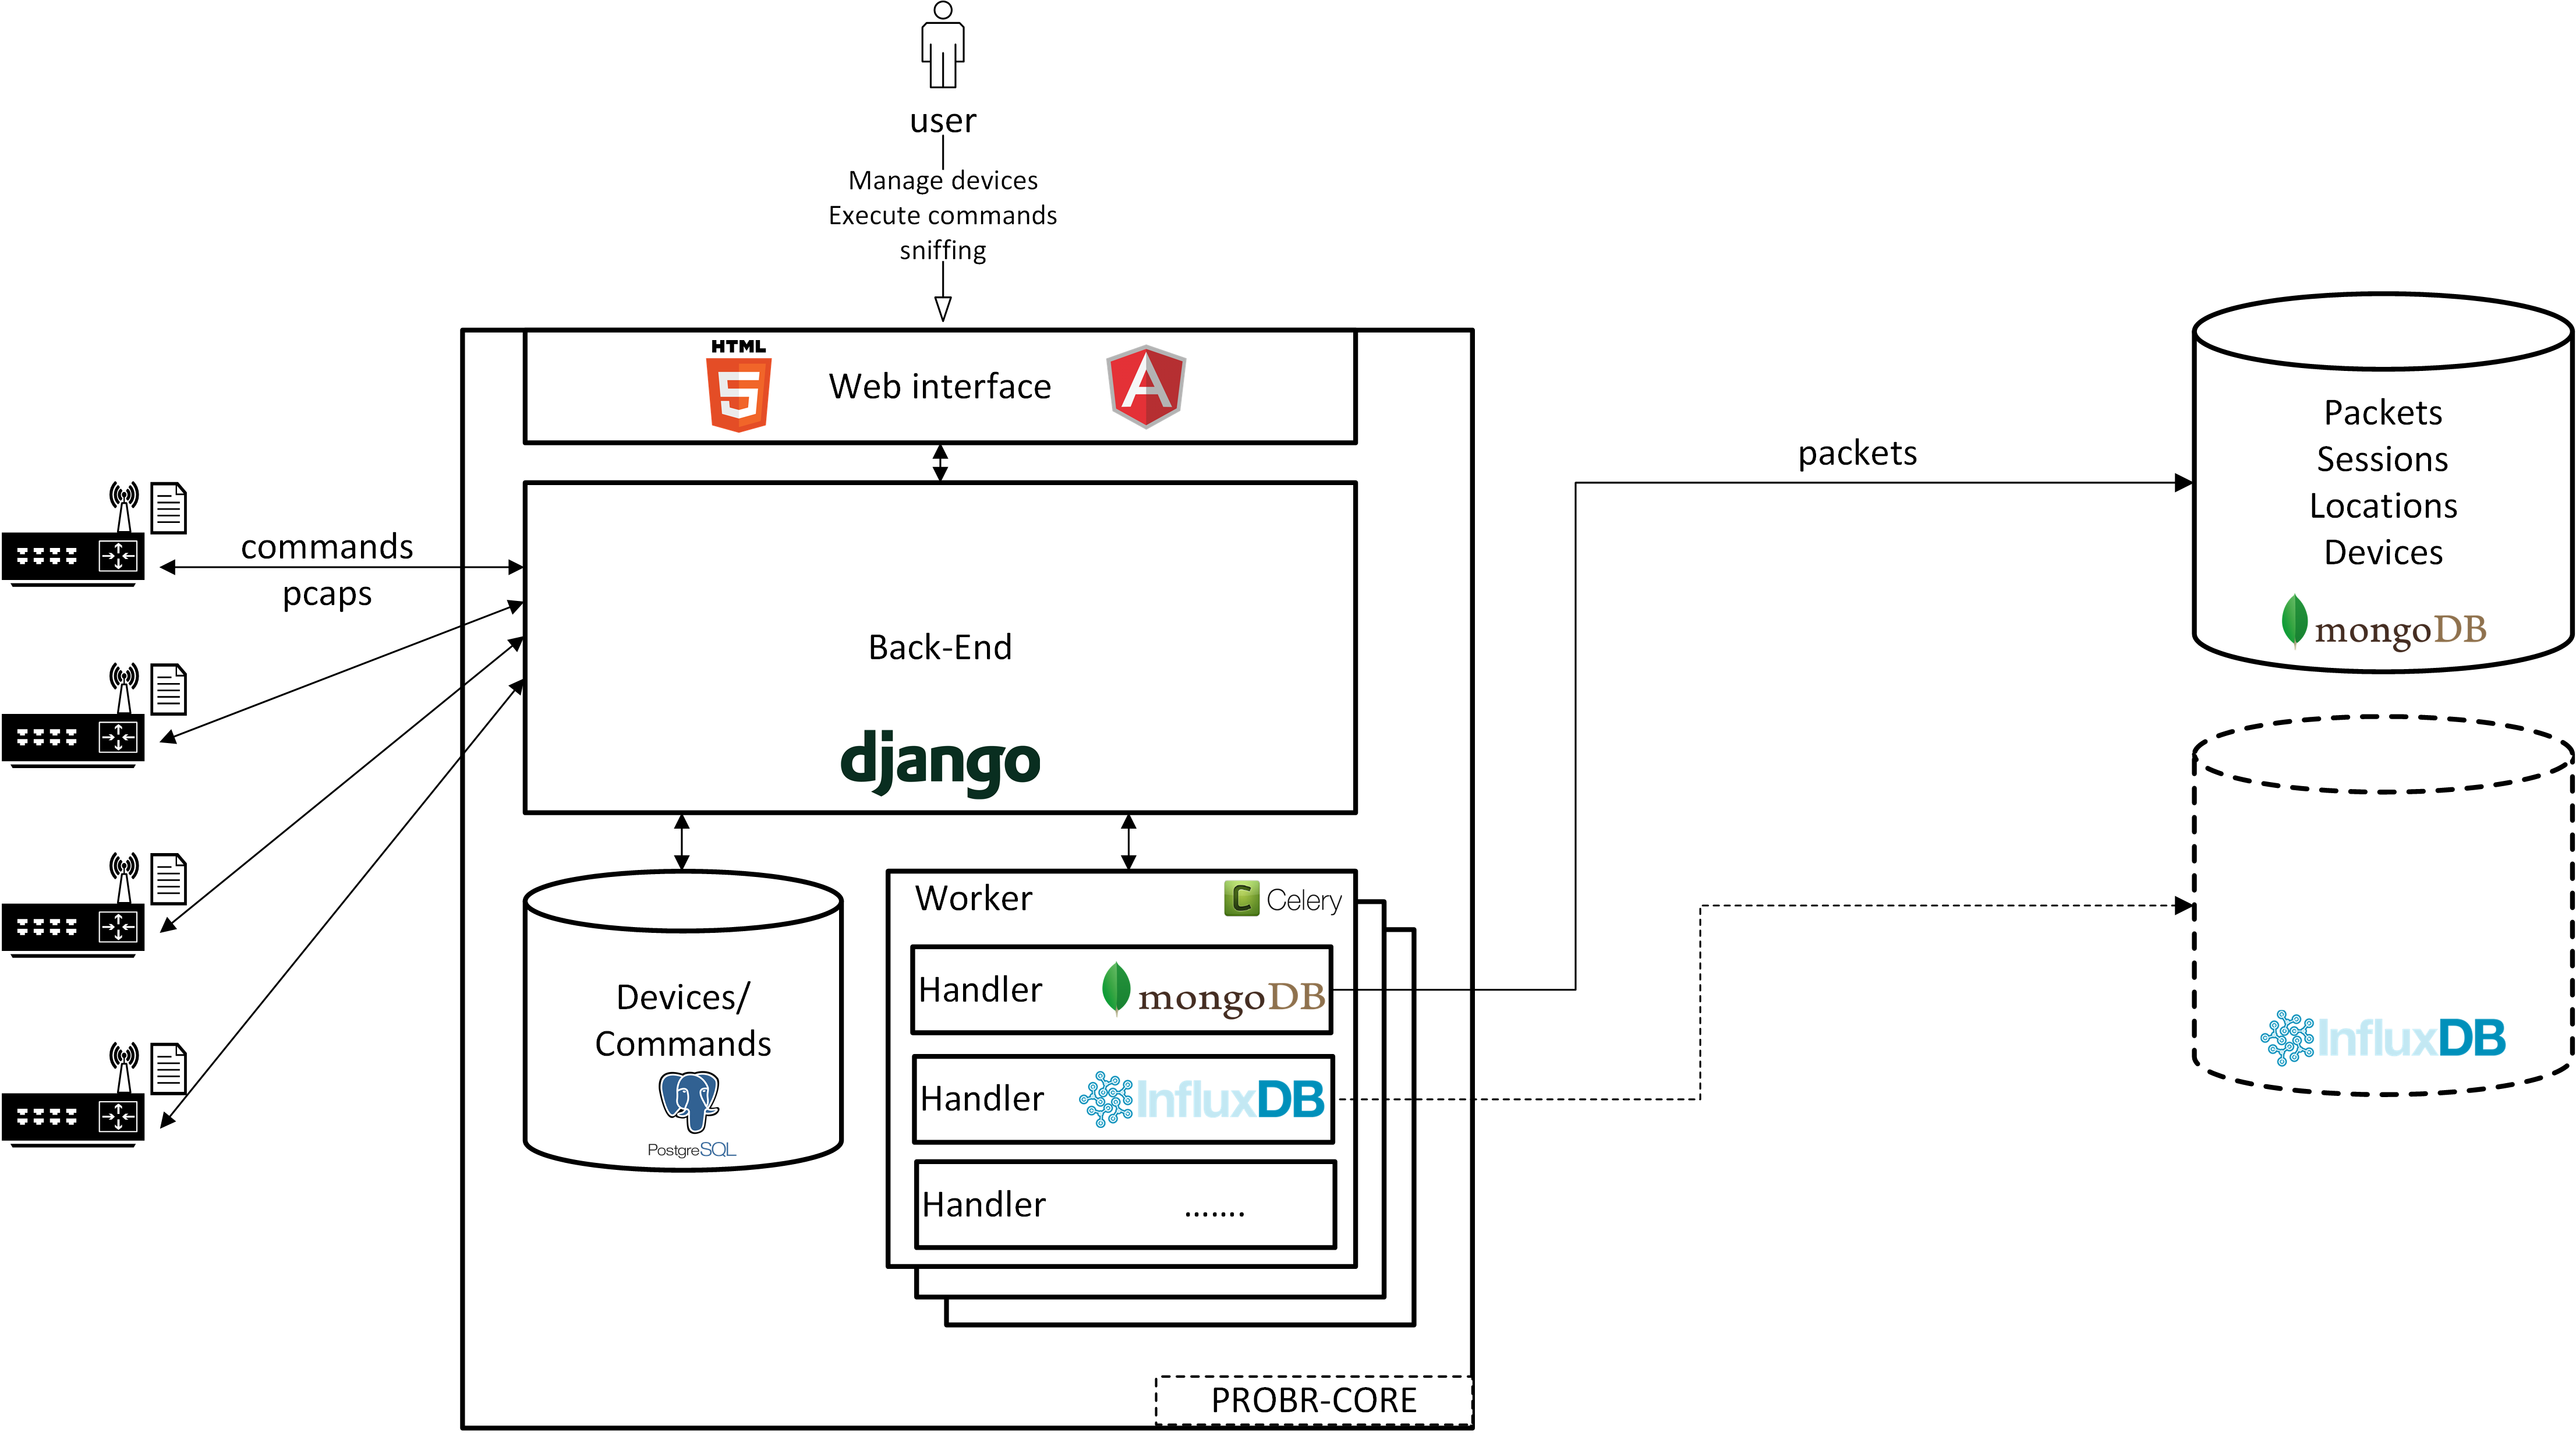 user
Manage devices
Execute commands
sniffing
HTML
5
Web interface
A
commands
pcaps
Back-End
django
Devices/
Commands
PostgreSQL
Worker
C Celery
Handler mongoDB
Handler InfluxDB
Handler .......
PROBR-CORE
packets
Packets
Sessions
Locations
Devices
mongoDB
InfluxDB